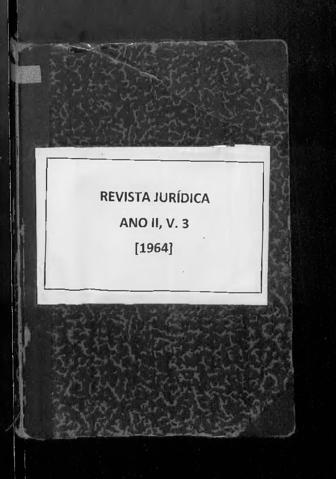 REVISTA JURÍDICA
ANO II, V. 3
[1964]